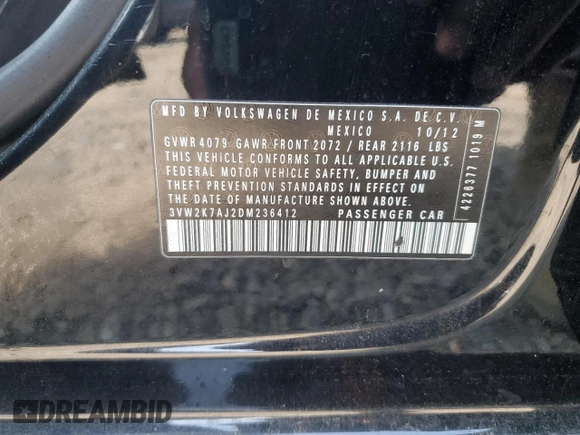 MFD BY VOLKSWAGEN DE MEXICO S.A. DE C.V.
MEXICO 10/12
GVWR 4079 GAWR FRONT 2072 / REAR 2116 LBS
THIS VEHICLE CONFORMS TO ALL APPLICABLE U.S.
FEDERAL MOTOR VEHICLE SAFETY, BUMPER AND
THEFT PREVENTION STANDARDS IN EFFECT ON
THE DATE OF MANUFACTURE SHOWN ABOVE.
3VW2K7AJ2DM236412 PASSENGER CAR
4226377 1019 M
DREAMBID